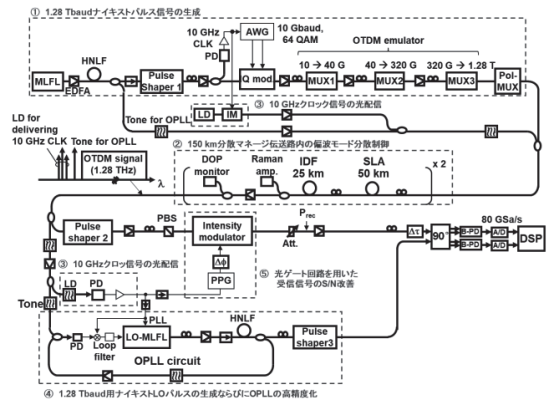 ① 1.28 Tbaudナイキストパルス信号の生成
10 GHz CLK
AWG
10 Gbaud, 64 QAM
PD
OTDM emulator
10 → 40 G
40 → 320 G
320 G → 1.28 T
HNLF
MLFL
EDFA
Pulse Shaper 1
Q mod
MUX1
MUX2
MUX3
Pol-MUX
③ 10 GHzクロック信号の光配信
LD
IM
Tone for OPLL
LD for delivering 10 GHz CLK
Tone for OPLL
OTDM signal (1.28 THz)
λ
② 150 km分散マネージ伝送路内の偏波モード分散制御
DOP monitor
Raman amp.
IDF 25 km
SLA 50 km
x 2
Pulse shaper 2
PBS
Intensity modulator
Prec
Att.
Δτ
90°
B-PD
A/D
B-PD
A/D
80 GSa/s
DSP
Δφ
PPG
③ 10 GHzクロッ信号の光配信
LD
PD
⑤ 光ゲート回路を用いた
受信信号のS/N改善
Tone
PLL
PD
Loop filter
LO-MLFL
HNLF
Pulse shaper3
OPLL circuit
④ 1.28 Tbaud用ナイキストLOパルスの生成ならびにOPLLの高精度化